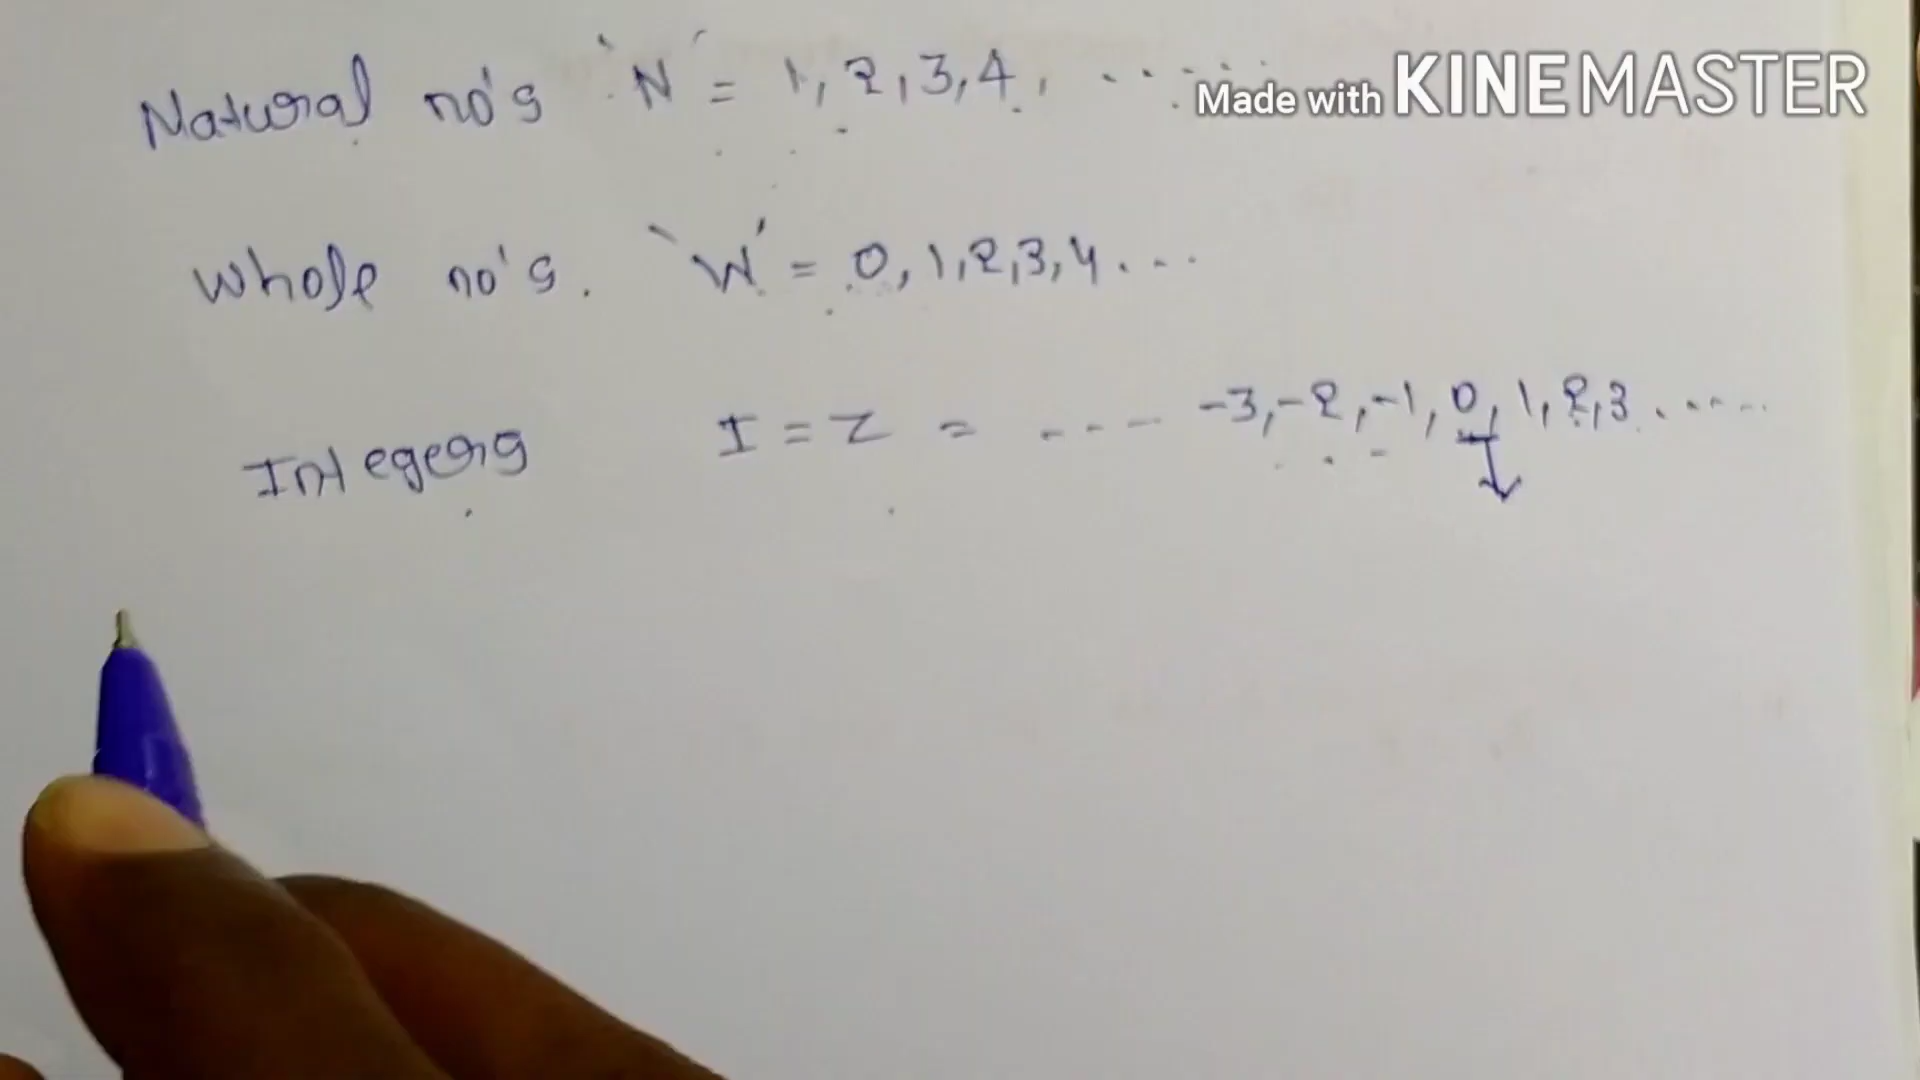 Natural no's 'N' = 1, 2, 3, 4, ......
Made with KINEMASTER
Whole no's. 'W' = 0, 1, 2, 3, 4...
Integers I = Z = ---- -3, -2, -1, 0, 1, 2, 3......